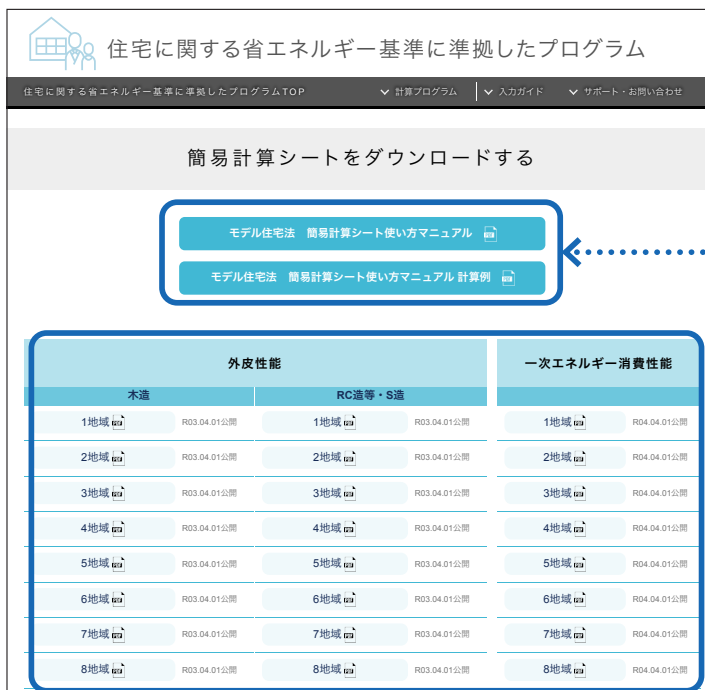 住宅に関する省エネルギー基準に準拠したプログラム
住宅に関する省エネルギー基準に準拠したプログラムTOP 計算プログラム 入力ガイド サポート・お問い合わせ
簡易計算シートをダウンロードする
モデル住宅法 簡易計算シート使い方マニュアル
モデル住宅法 簡易計算シート使い方マニュアル 計算例
外皮性能 一次エネルギー消費性能
木造 RC造等・S造
1地域 R03.04.01公開 1地域 R03.04.01公開 1地域 R04.04.01公開
2地域 R03.04.01公開 2地域 R03.04.01公開 2地域 R04.04.01公開
3地域 R03.04.01公開 3地域 R03.04.01公開 3地域 R04.04.01公開
4地域 R03.04.01公開 4地域 R03.04.01公開 4地域 R04.04.01公開
5地域 R03.04.01公開 5地域 R03.04.01公開 5地域 R04.04.01公開
6地域 R03.04.01公開 6地域 R03.04.01公開 6地域 R04.04.01公開
7地域 R03.04.01公開 7地域 R03.04.01公開 7地域 R04.04.01公開
8地域 R03.04.01公開 8地域 R03.04.01公開 8地域 R04.04.01公開